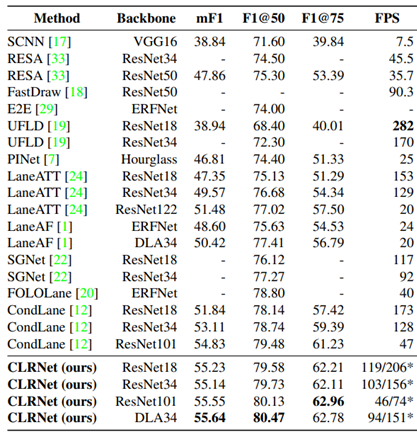 Method Backbone mF1 F1@50 F1@75 FPS
SCNN [17] VGG16 38.84 71.60 39.84 7.5
RESA [33] ResNet34 - 74.50 - 45.5
RESA [33] ResNet50 47.86 75.30 53.39 35.7
FastDraw [18] ResNet50 - - - 90.3
E2E [29] ERFNet - 74.00 - -
UFLD [19] ResNet18 38.94 68.40 40.01 282
UFLD [19] ResNet34 - 72.30 - 170
PINet [7] Hourglass 46.81 74.40 51.33 25
LaneATT [24] ResNet18 47.35 75.13 51.29 153
LaneATT [24] ResNet34 49.57 76.68 54.34 129
LaneATT [24] ResNet122 51.48 77.02 57.50 20
LaneAF [1] ERFNet 48.60 75.63 54.53 24
LaneAF [1] DLA34 50.42 77.41 56.79 20
SGNet [22] ResNet18 - 76.12 - 117
SGNet [22] ResNet34 - 77.27 - 92
FOLOLane [20] ERFNet - 78.80 - 40
CondLane [12] ResNet18 51.84 78.14 57.42 173
CondLane [12] ResNet34 53.11 78.74 59.39 128
CondLane [12] ResNet101 54.83 79.48 61.23 47
CLRNet (ours) ResNet18 55.23 79.58 62.21 119/206*
CLRNet (ours) ResNet34 55.14 79.73 62.11 103/156*
CLRNet (ours) ResNet101 55.55 80.13 62.96 46/74*
CLRNet (ours) DLA34 55.64 80.47 62.78 94/151*